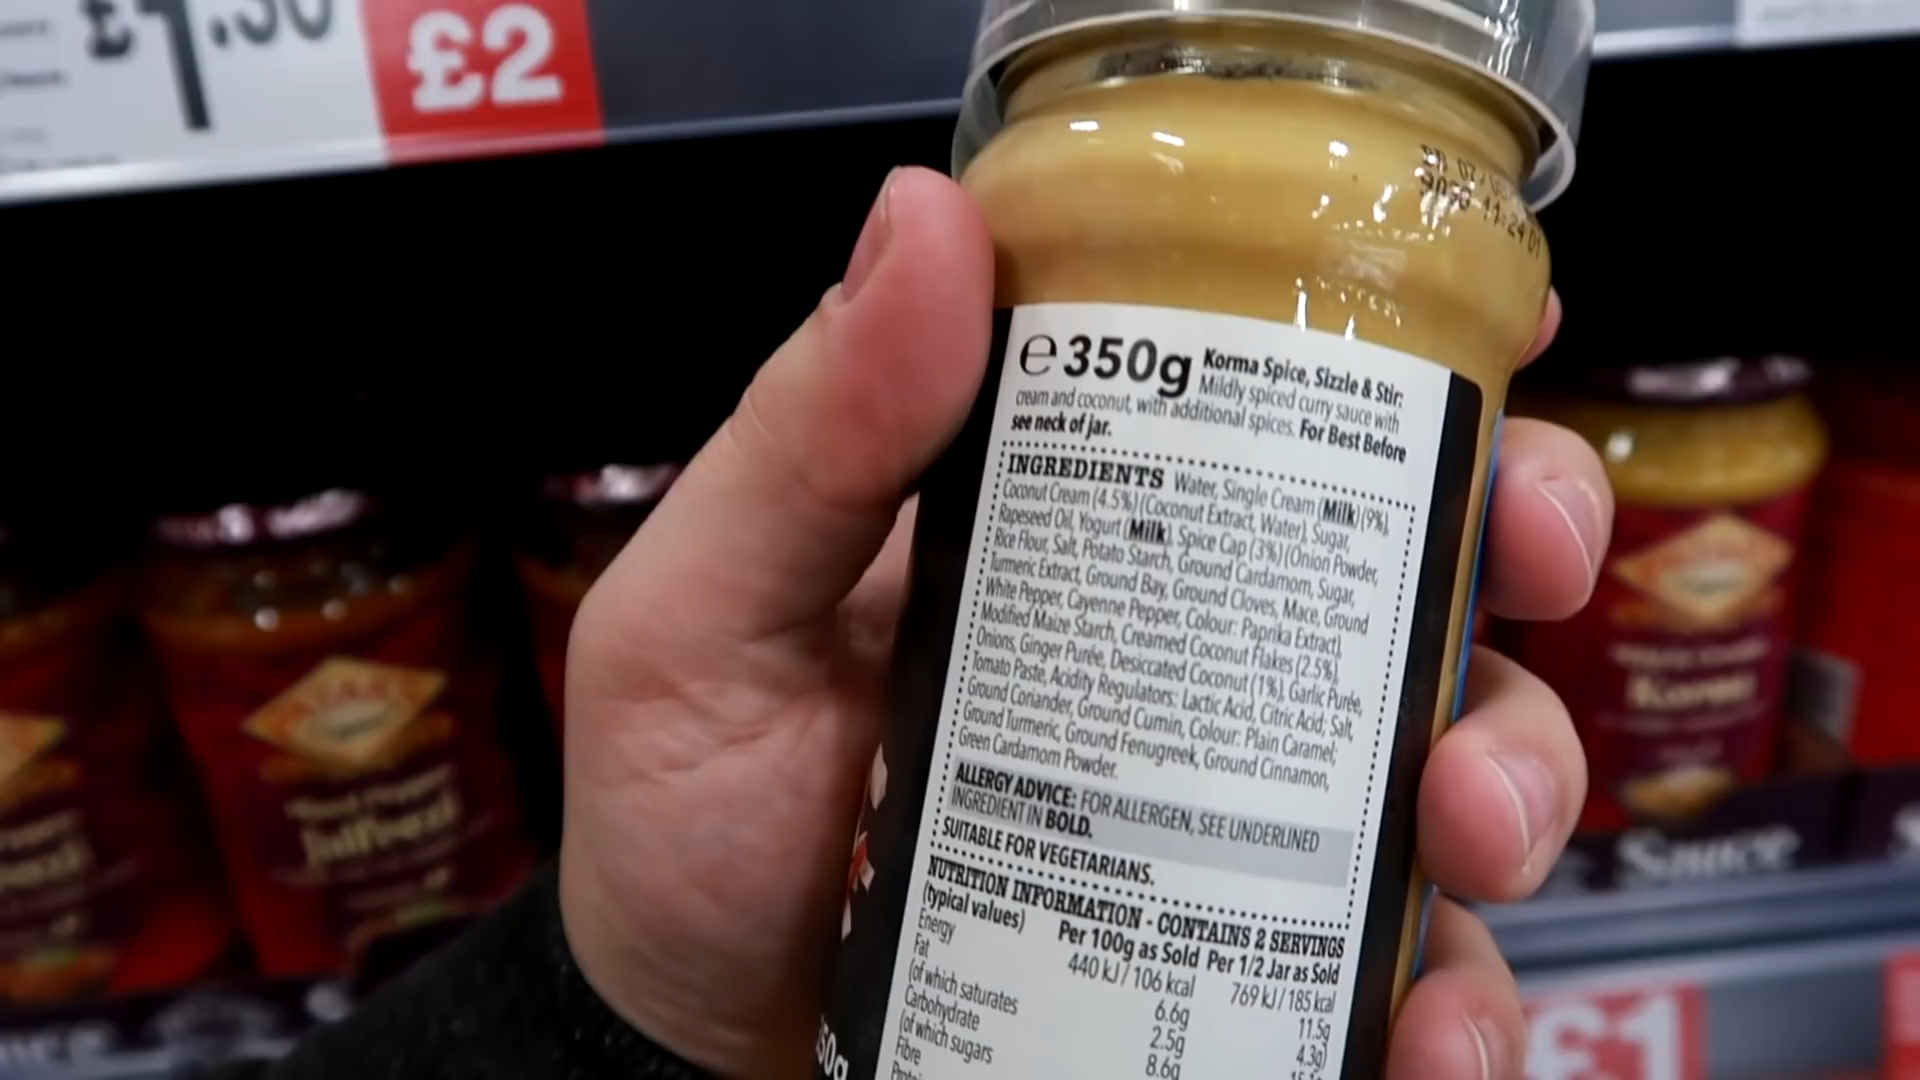 £1.50
£2
e350g
Korma Spice, Sizzle & Stir:
Mildly spiced curry sauce with
cream and coconut, with additional spices. For Best Before
see neck of jar.
INGREDIENTS Water, Single Cream (Milk) (9%),
Coconut Cream (4.5%) (Coconut Extract, Water), Sugar,
Rapeseed Oil, Yogurt (Milk), Spice Cap (3%) (Onion Powder,
Rice Flour, Salt, Potato Starch, Ground Cardamom, Sugar,
Turmeric Extract, Ground Bay, Ground Cloves, Mace, Ground
White Pepper, Cayenne Pepper, Colour: Paprika Extract),
Modified Maize Starch, Creamed Coconut Flakes (2.5%),
Onions, Ginger Purée, Desiccated Coconut (1%), Garlic Purée,
Tomato Paste, Acidity Regulators: Lactic Acid, Citric Acid; Salt,
Ground Coriander, Ground Cumin, Colour: Plain Caramel;
Ground Turmeric, Ground Fenugreek, Ground Cinnamon,
Green Cardamom Powder.
ALLERGY ADVICE: FOR ALLERGEN, SEE UNDERLINED
INGREDIENT IN BOLD.
SUITABLE FOR VEGETARIANS.
NUTRITION INFORMATION - CONTAINS 2 SERVINGS
(typical values) Per 100g as Sold Per 1/2 Jar as Sold
Energy 440 kJ / 106 kcal 769 kJ / 185 kcal
Fat 6.6g 11.5g
(of which saturates 2.5g 4.3g)
Carbohydrate 8.6g
(of which sugars
Fibre
Jalfrezi
Korma
Sauce
£1